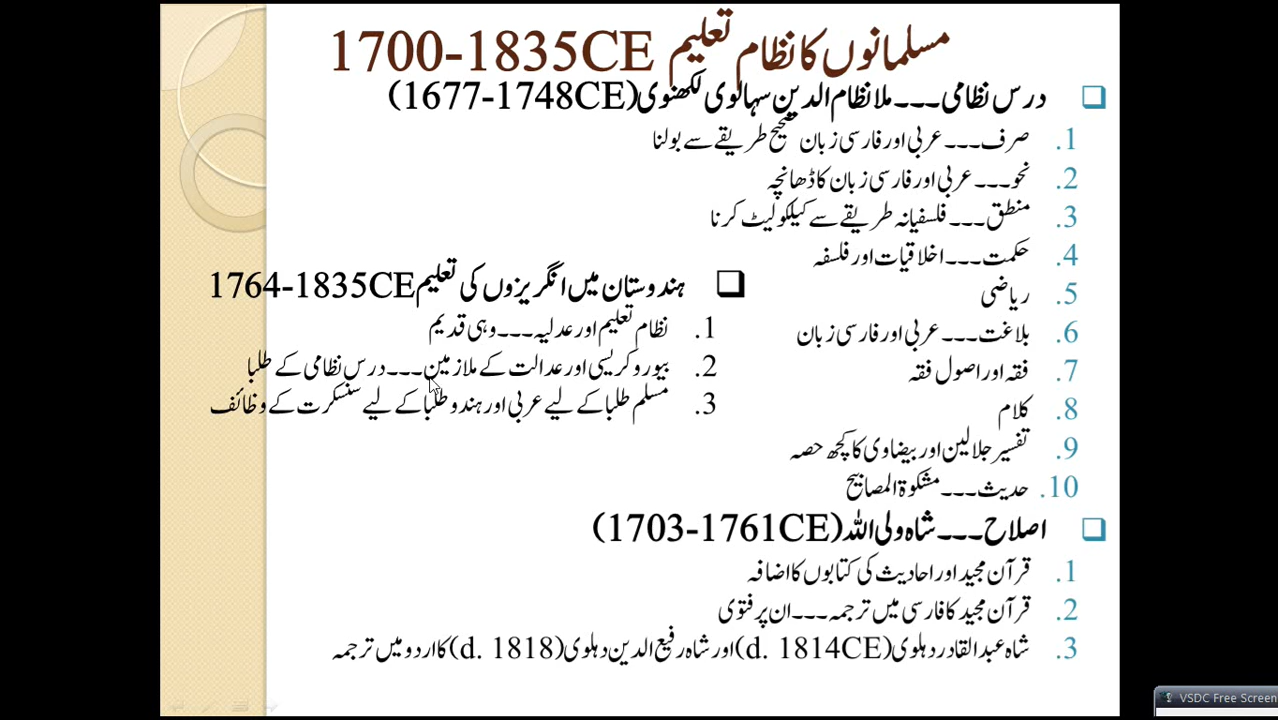 مسلمانوں کا نظام تعلیم 1700-1835CE
❑ درس نظامی۔۔۔ملا نظام الدین سہالوی لکھنوی(1677-1748CE)
1. صرف۔۔۔عربی اور فارسی زبان صحیح طریقے سے بولنا
2. نحو۔۔۔عربی اور فارسی زبان کا ڈھانچہ
3. منطق۔۔۔فلسفیانہ طریقے سے کیلکولیٹ کرنا
4. حکمت۔۔۔اخلاقیات اور فلسفہ
5. ریاضی
6. بلاغت۔۔۔عربی اور فارسی زبان
7. فقہ اور اصول فقہ
8. کلام
9. تفسیر جلالین اور بیضاوی کا کچھ حصہ
10. حدیث۔۔۔مشکوۃ المصابیح
❑ اصلاح۔۔۔شاہ ولی اللہ(1703-1761CE)
1. قرآن مجید اور احادیث کی کتابوں کا اضافہ
2. قرآن مجید کا فارسی میں ترجمہ۔۔۔ان پر فتوی
3. شاہ عبدالقادر دہلوی(d. 1814CE)اور شاہ رفیع الدین دہلوی(d. 1818)کا اردو میں ترجمہ
❑ ہندوستان میں انگریزوں کی تعلیم1764-1835CE
1. نظام تعلیم اور عدلیہ۔۔۔وہی قدیم
2. بیوروکریسی اور عدالت کے ملازمین۔۔۔درس نظامی کے طلبا
3. مسلم طلبا کے لیے عربی اور ہندو طلبا کے لیے سنسکرت کے وظائف
VSDC Free Screen